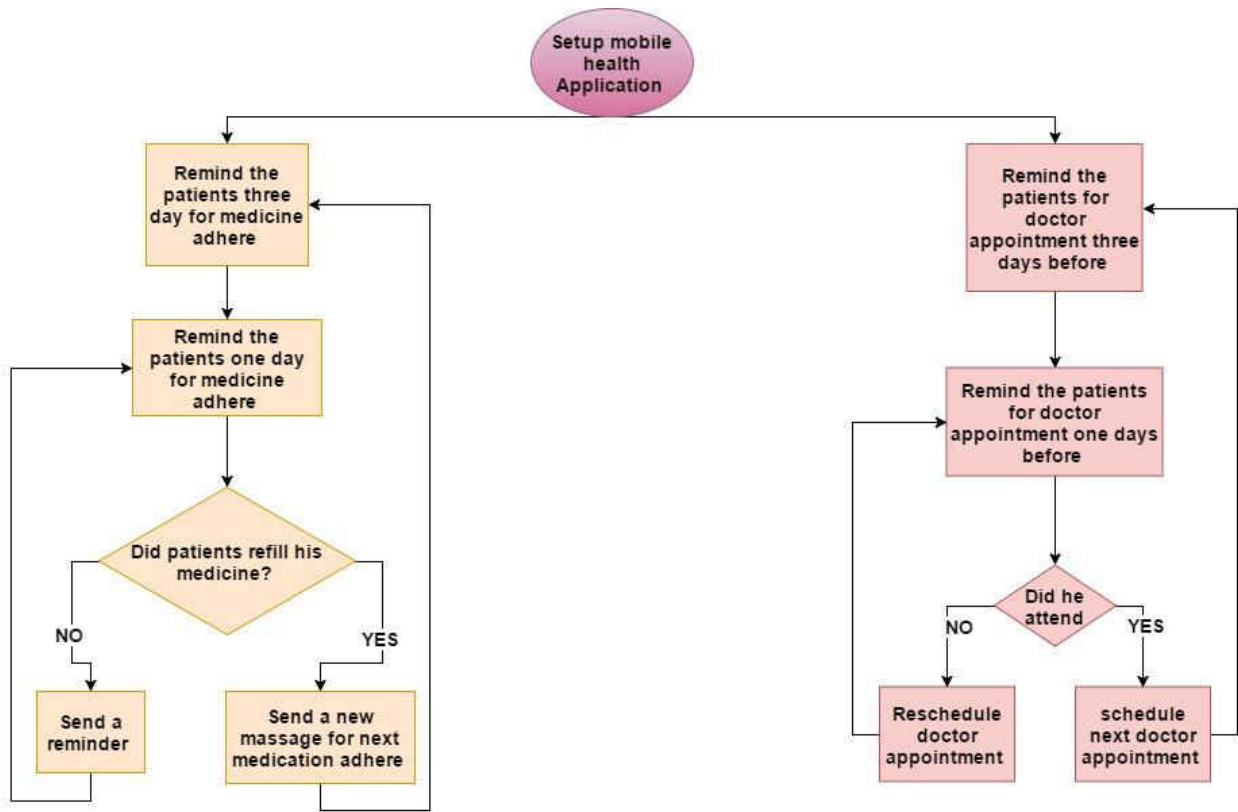 Setup mobile
health
Application
Remind the
patients three
day for medicine
adhere
Remind the
patients one day
for medicine
adhere
Did patients refill his
medicine?
NO
YES
Send a
reminder
Send a new
massage for next
medication adhere
Remind the
patients for
doctor
appointment three
days before
Remind the patients
for doctor
appointment one days
before
Did he
attend
NO
YES
Reschedule
doctor
appointment
schedule
next doctor
appointment